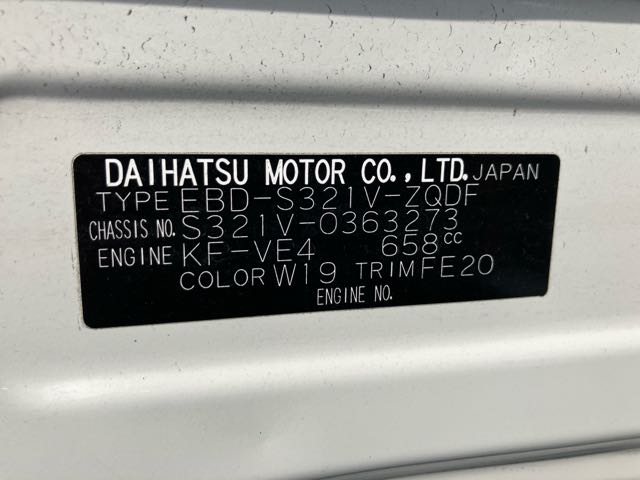 DAIHATSU MOTOR CO.,LTD. JAPAN
TYPE EBD-S321V-ZQDF
CHASSIS NO. S321V-0363273
ENGINE KF-VE4 658cc
COLOR W19 TRIM FE20
ENGINE NO.